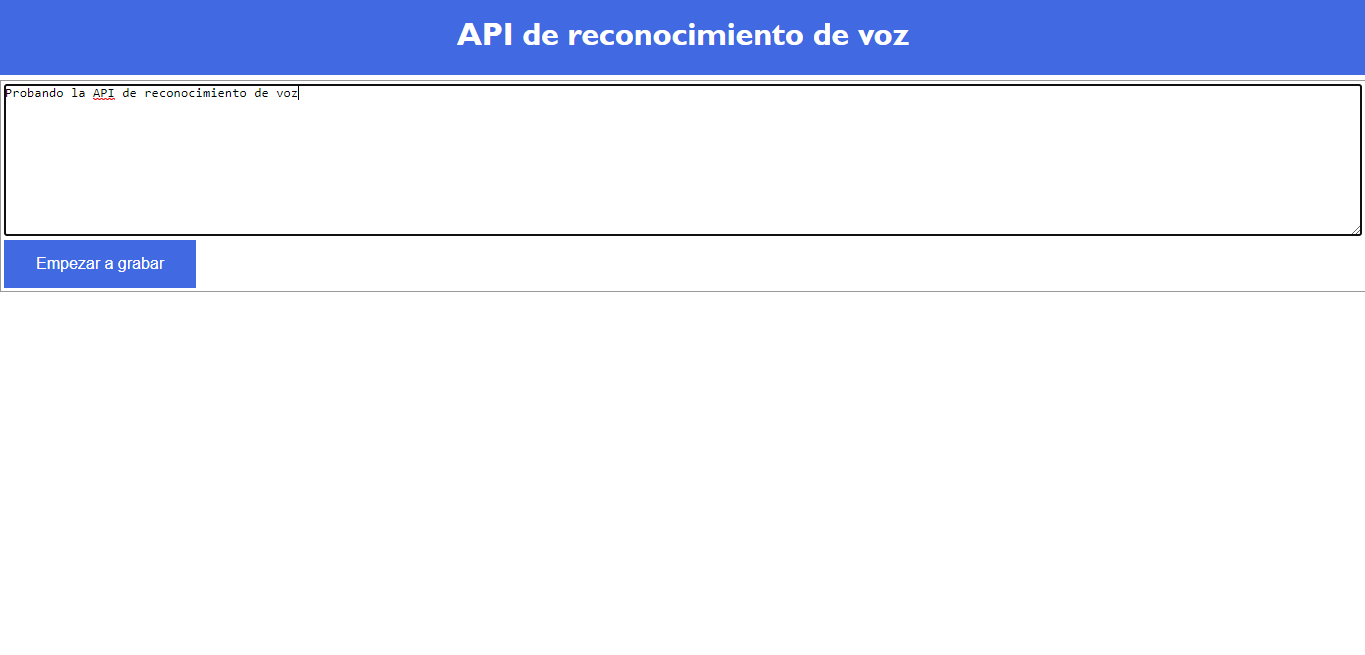 API de reconocimiento de voz
Probando la API de reconocimiento de voz
Empezar a grabar